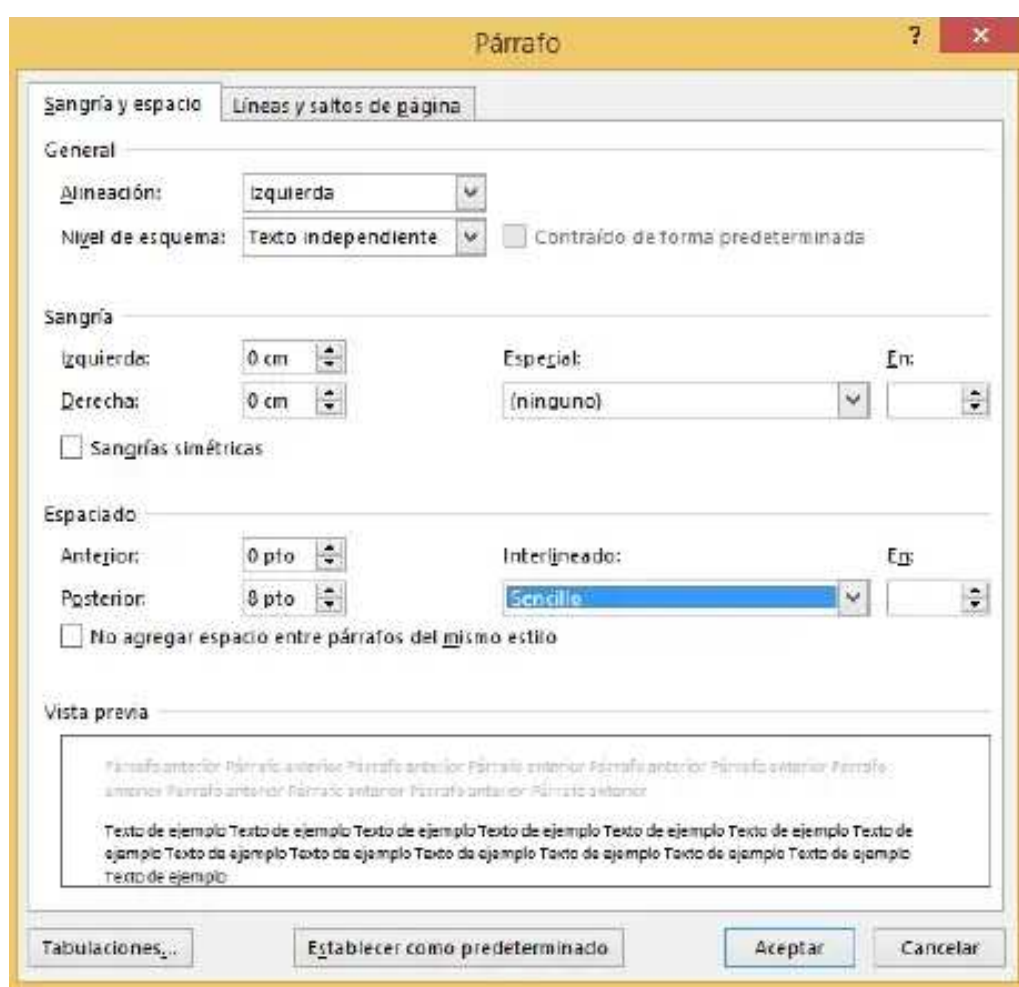 Párrafo ? ×
Sangría y espacio Líneas y saltos de página
General
Alineación: Izquierda
Nivel de esquema: Texto independiente Contraído de forma predeterminada
Sangría
Izquierda: 0 cm Especial: En:
Derecha: 0 cm (ninguno)
Sangrías simétricas
Espaciado
Anterior: 0 pto Interlineado: En:
Posterior: 8 pto Sencillo
No agregar espacio entre párrafos del mismo estilo
Vista previa
Párrafo anterior Párrafo anterior Párrafo anterior Párrafo anterior Párrafo anterior Párrafo anterior Párrafo
anterior Párrafo anterior Párrafo anterior Párrafo anterior Párrafo anterior
Texto de ejemplo Texto de ejemplo Texto de ejemplo Texto de ejemplo Texto de ejemplo Texto de ejemplo Texto de
ejemplo Texto de ejemplo Texto de ejemplo Texto de ejemplo Texto de ejemplo Texto de ejemplo Texto de ejemplo
Texto de ejemplo
Tabulaciones... Establecer como predeterminado Aceptar Cancelar